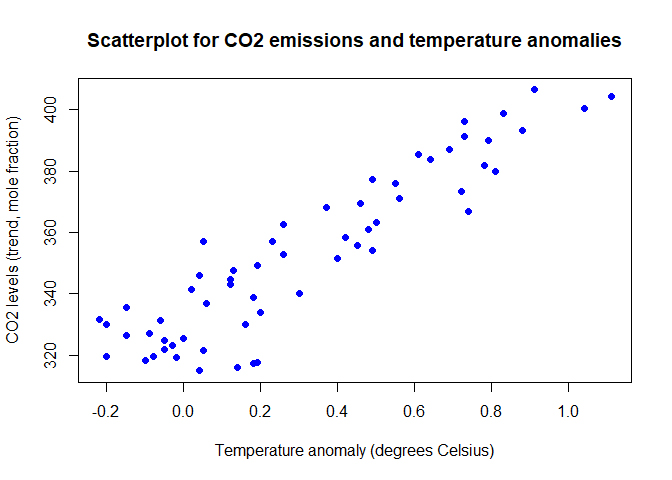 Scatterplot for CO2 emissions and temperature anomalies
CO2 levels (trend, mole fraction)
400
380
360
340
320
-0.2 0.0 0.2 0.4 0.6 0.8 1.0
Temperature anomaly (degrees Celsius)